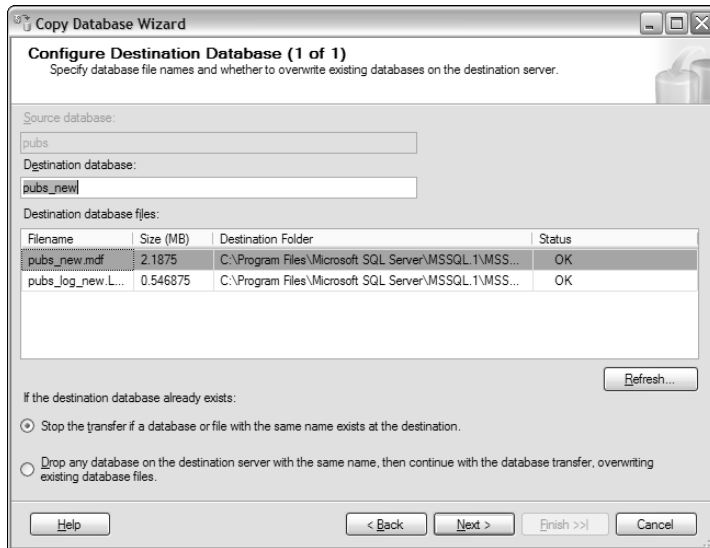 Copy Database Wizard
Configure Destination Database (1 of 1)
Specify database file names and whether to overwrite existing databases on the destination server.
Source database:
pubs
Destination database:
pubs_new
Destination database files:
Filename Size (MB) Destination Folder Status
pubs_new.mdf 2.1875 C:\Program Files\Microsoft SQL Server\MSSQL.1\MSS... OK
pubs_log_new.L... 0.546875 C:\Program Files\Microsoft SQL Server\MSSQL.1\MSS... OK
Refresh...
If the destination database already exists:
Stop the transfer if a database or file with the same name exists at the destination.
Drop any database on the destination server with the same name, then continue with the database transfer, overwriting
existing database files.
Help < Back Next > Finish >>| Cancel